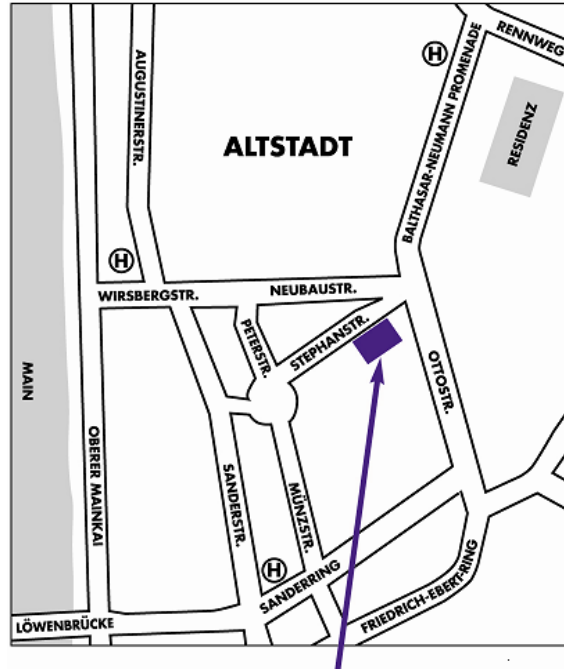 RENNWEG
H
BALTHASAR-NEUMANN PROMENADE
AUGUSTINERSTR.
ALTSTADT
RESIDENZ
H
WIRSBERGSTR.
NEUBAUSTR.
PETERSTR.
STEPHANSTR.
OTTOSTR.
MAIN
OBERER MAINKAI
SANDERSTR.
MÜNZSTR.
H
SANDERRING
FRIEDRICH-EBERT-RING
LÖWENBRÜCKE